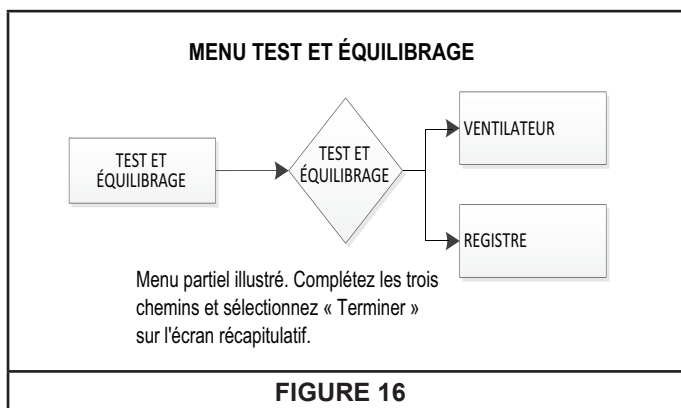 MENU TEST ET ÉQUILIBRAGE
TEST ET
ÉQUILIBRAGE
TEST ET
ÉQUILIBRAGE
VENTILATEUR
REGISTRE
Menu partiel illustré. Complétez les trois
chemins et sélectionnez « Terminer »
sur l'écran récapitulatif.
FIGURE 16